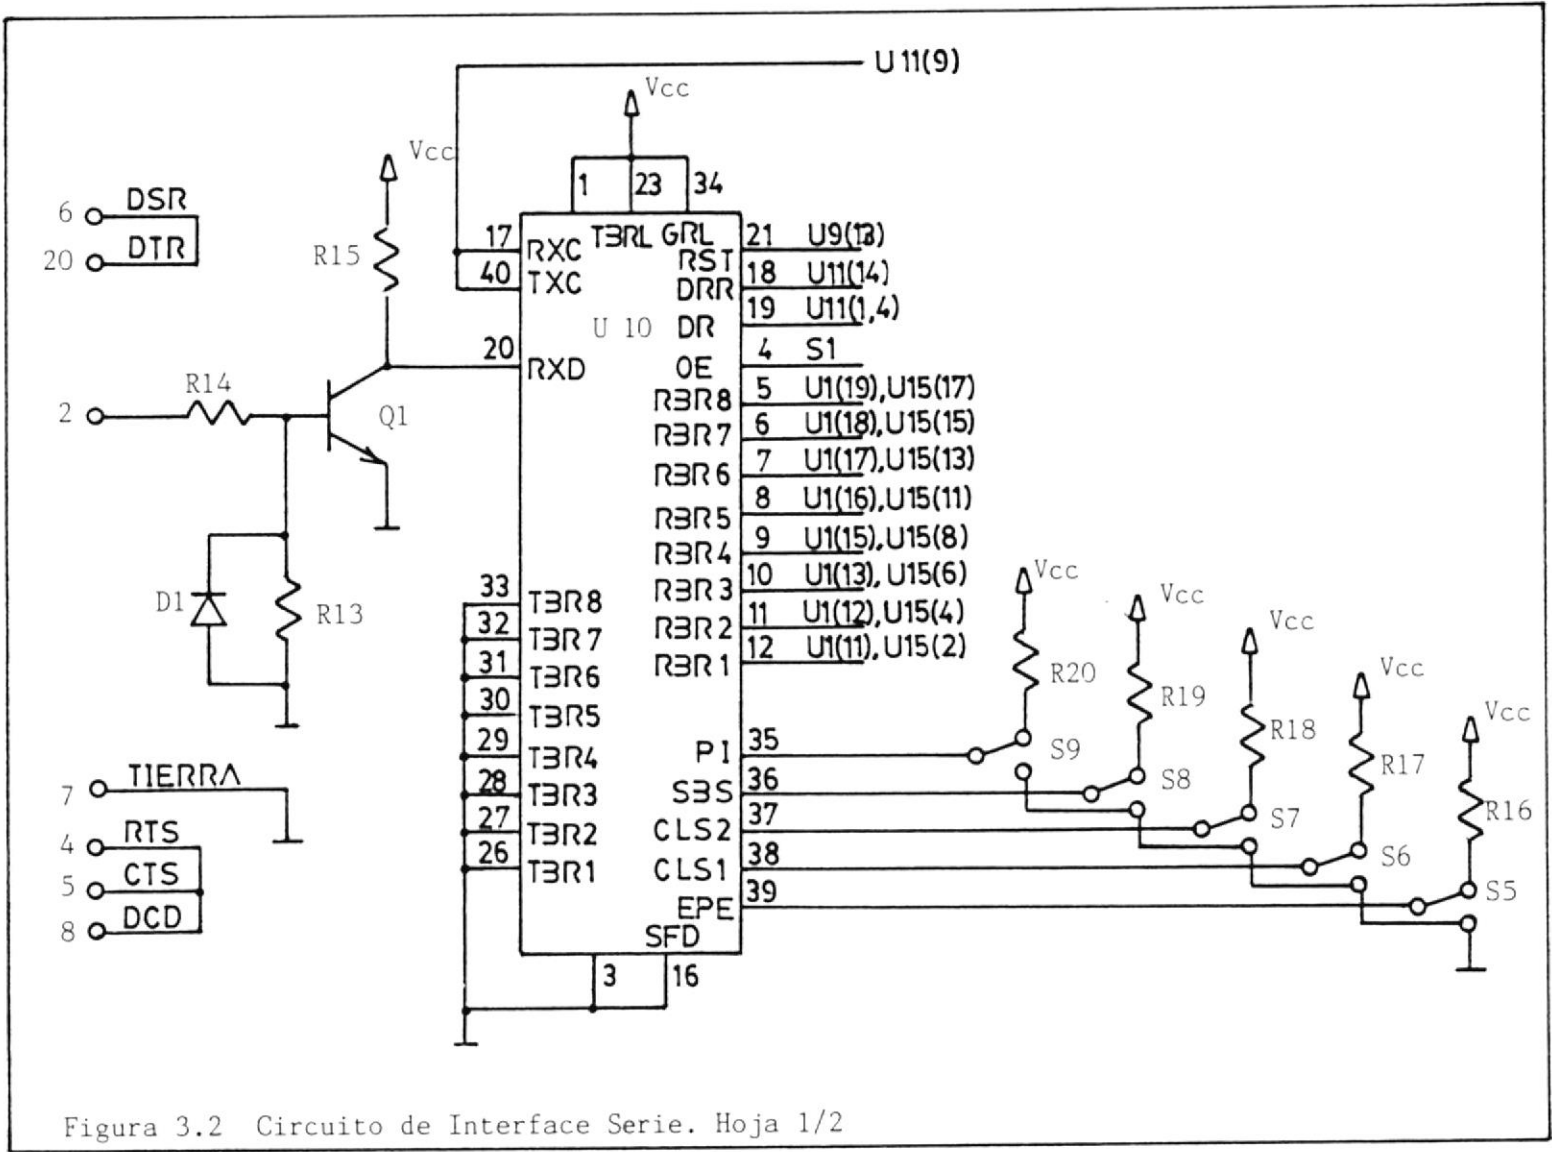 U11(9)
Vcc
Vcc
1 23 34
6 DSR
20 DTR
R15
17 RXC
40 TXC
TBRL GRL
RST 21 U9(13)
DRR 18 U11(14)
U 10
DR 19 U11(1,4)
20 RXD
OE 4 S1
R14
2
Q1
RBR8 5 U1(19),U15(17)
RBR7 6 U1(18),U15(15)
RBR6 7 U1(17),U15(13)
RBR5 8 U1(16),U15(11)
RBR4 9 U1(15),U15(8)
RBR3 10 U1(13),U15(6)
RBR2 11 U1(12),U15(4)
RBR1 12 U1(11),U15(2)
D1
R13
33 TBR8
32 TBR7
31 TBR6
30 TBR5
29 TBR4
28 TBR3
27 TBR2
26 TBR1
Vcc
Vcc
Vcc
Vcc
Vcc
R20
R19
R18
R17
R16
PI 35
SBS 36
CLS2 37
CLS1 38
EPE 39
S9
S8
S7
S6
S5
7 TIERRA
4 RTS
5 CTS
8 DCD
SFD
3 16
Figura 3.2 Circuito de Interface Serie. Hoja 1/2